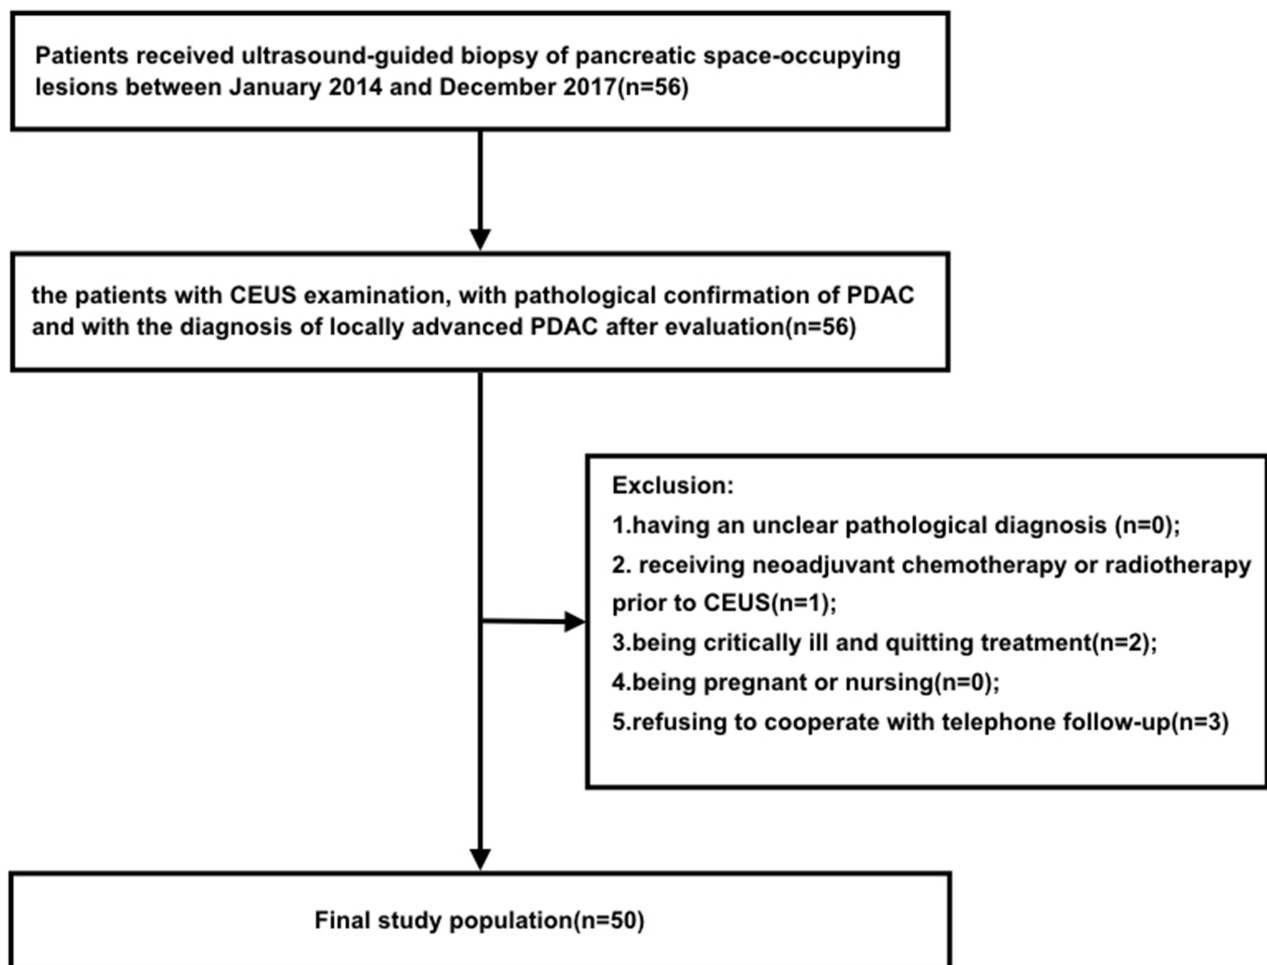 Patients received ultrasound-guided biopsy of pancreatic space-occupying
lesions between January 2014 and December 2017(n=56)
the patients with CEUS examination, with pathological confirmation of PDAC
and with the diagnosis of locally advanced PDAC after evaluation(n=56)
Exclusion:
1.having an unclear pathological diagnosis (n=0);
2. receiving neoadjuvant chemotherapy or radiotherapy
prior to CEUS(n=1);
3.being critically ill and quitting treatment(n=2);
4.being pregnant or nursing(n=0);
5.refusing to cooperate with telephone follow-up(n=3)
Final study population(n=50)